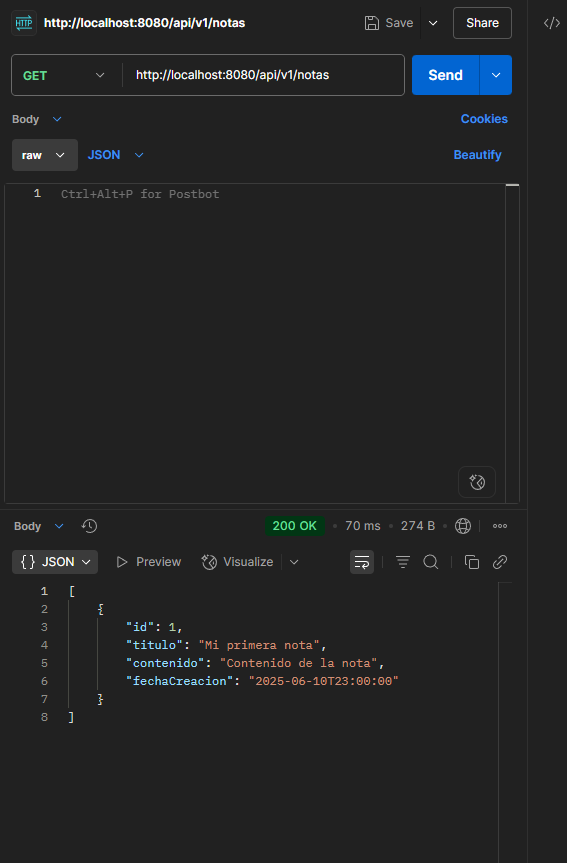 HTTP http://localhost:8080/api/v1/notas Save Share
GET http://localhost:8080/api/v1/notas Send
Body Cookies
raw JSON Beautify
1 Ctrl+Alt+P for Postbot
Body 200 OK • 70 ms • 274 B •
{} JSON Preview Visualize
1 [
2 {
3 "id": 1,
4 "titulo": "Mi primera nota",
5 "contenido": "Contenido de la nota",
6 "fechaCreacion": "2025-06-10T23:00:00"
7 }
8 ]